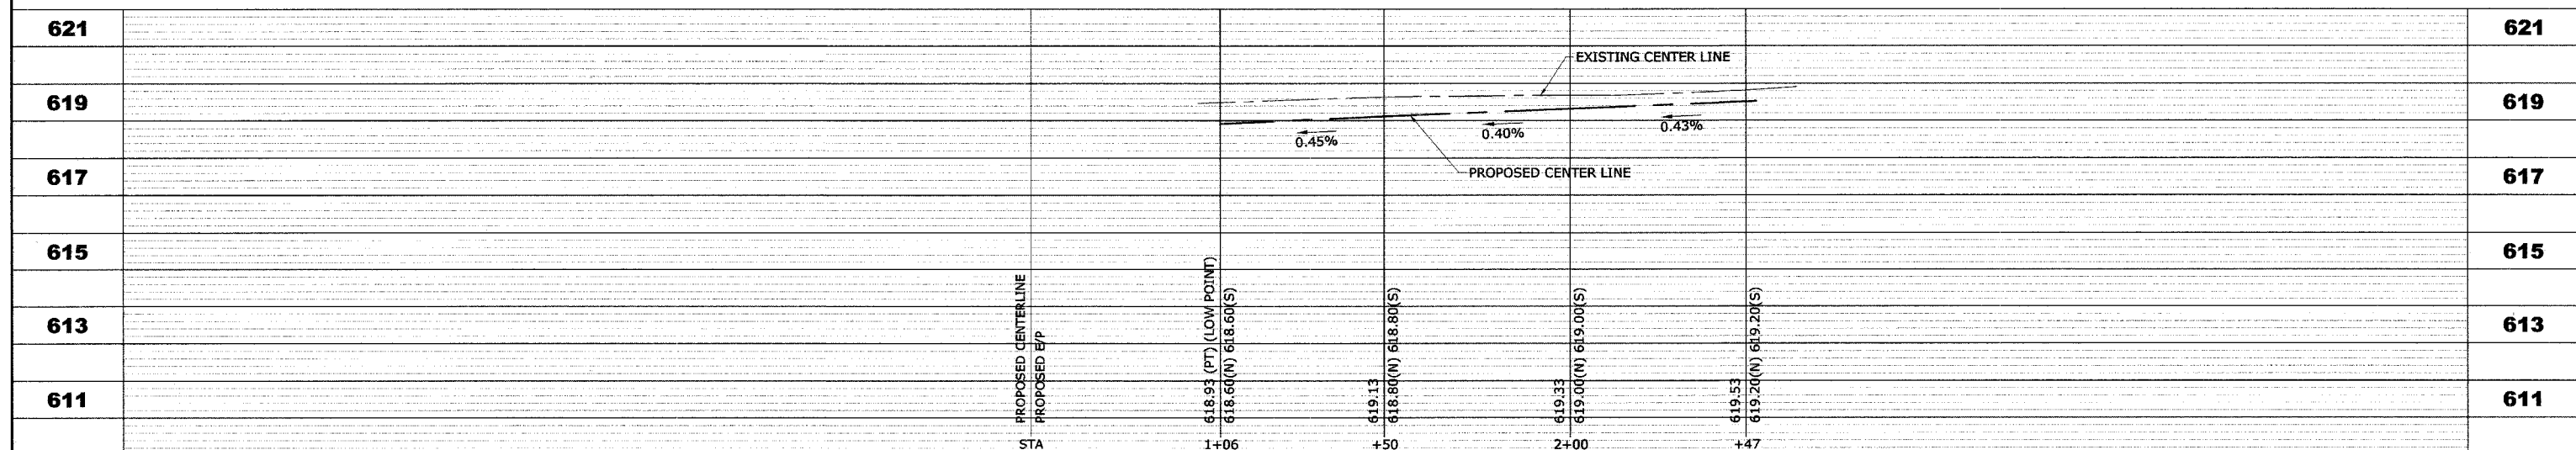 621
621
EXISTING CENTER LINE
619
619
0.45%
0.40%
0.43%
617
PROPOSED CENTER LINE
617
615
615
613
613
611
611
PROPOSED CENTERLINE
PROPOSED E/P
618.93 (PT) (LOW POINT)
618.60(N) 618.60(S)
619.13
618.80(N) 618.80(S)
619.33
619.00(N) 619.00(S)
619.53
619.20(N) 619.20(S)
STA
1+06
+50
2+00
+47